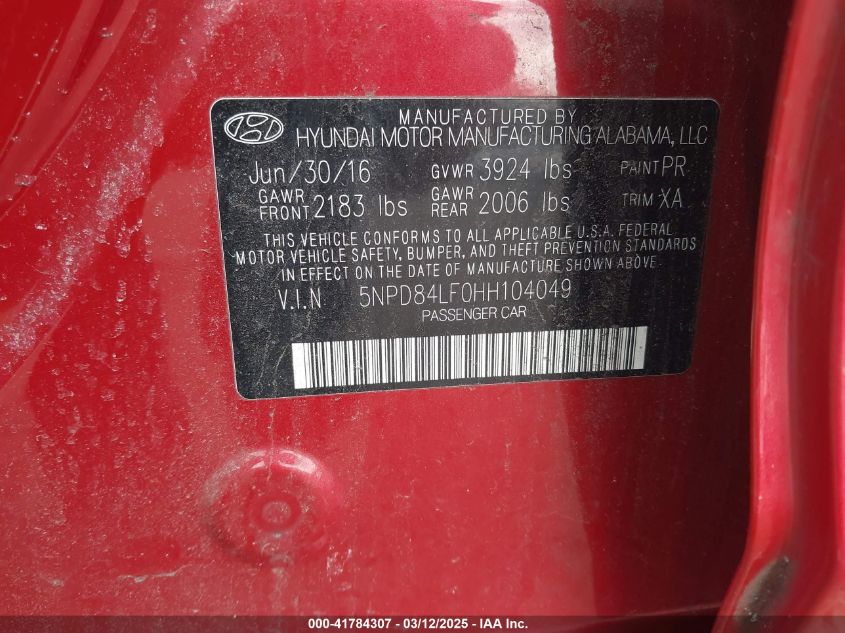 MANUFACTURED BY
HYUNDAI MOTOR MANUFACTURING ALABAMA, LLC
Jun/30/16 GVWR 3924 lbs PAINT PR
GAWR FRONT 2183 lbs GAWR REAR 2006 lbs TRIM XA
THIS VEHICLE CONFORMS TO ALL APPLICABLE U.S.A. FEDERAL
MOTOR VEHICLE SAFETY, BUMPER, AND THEFT PREVENTION STANDARDS
IN EFFECT ON THE DATE OF MANUFACTURE SHOWN ABOVE.
V.I.N 5NPD84LF0HH104049
PASSENGER CAR
000-41784307 - 03/12/2025 - IAA Inc.